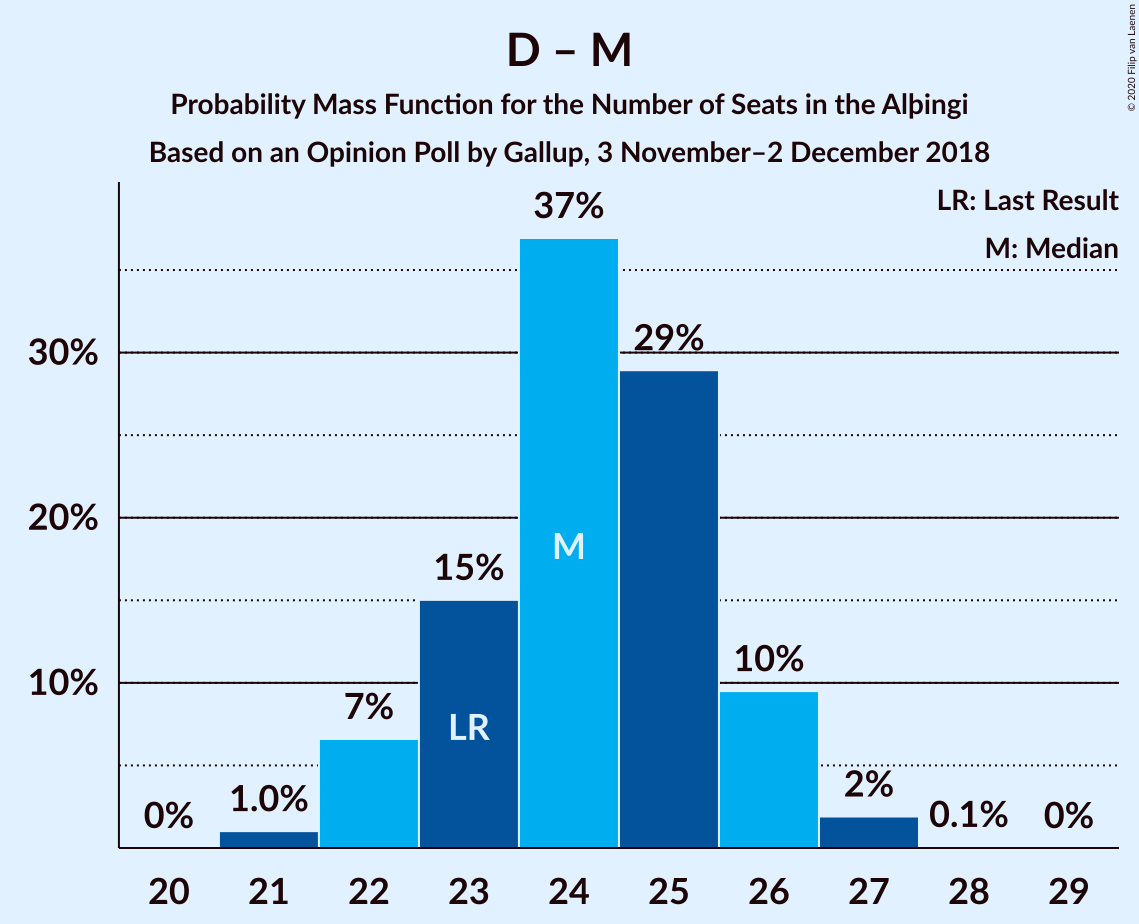 D – M
Probability Mass Function for the Number of Seats in the Alþingi
Based on an Opinion Poll by Gallup, 3 November–2 December 2018
© 2020 Filip van Laenen
LR: Last Result
M: Median
37%
29%
30%
20%
M
15%
10%
10%
7%
LR
1.0%
2%
0%
0.1%
0%
20 21 22 23 24 25 26 27 28 29